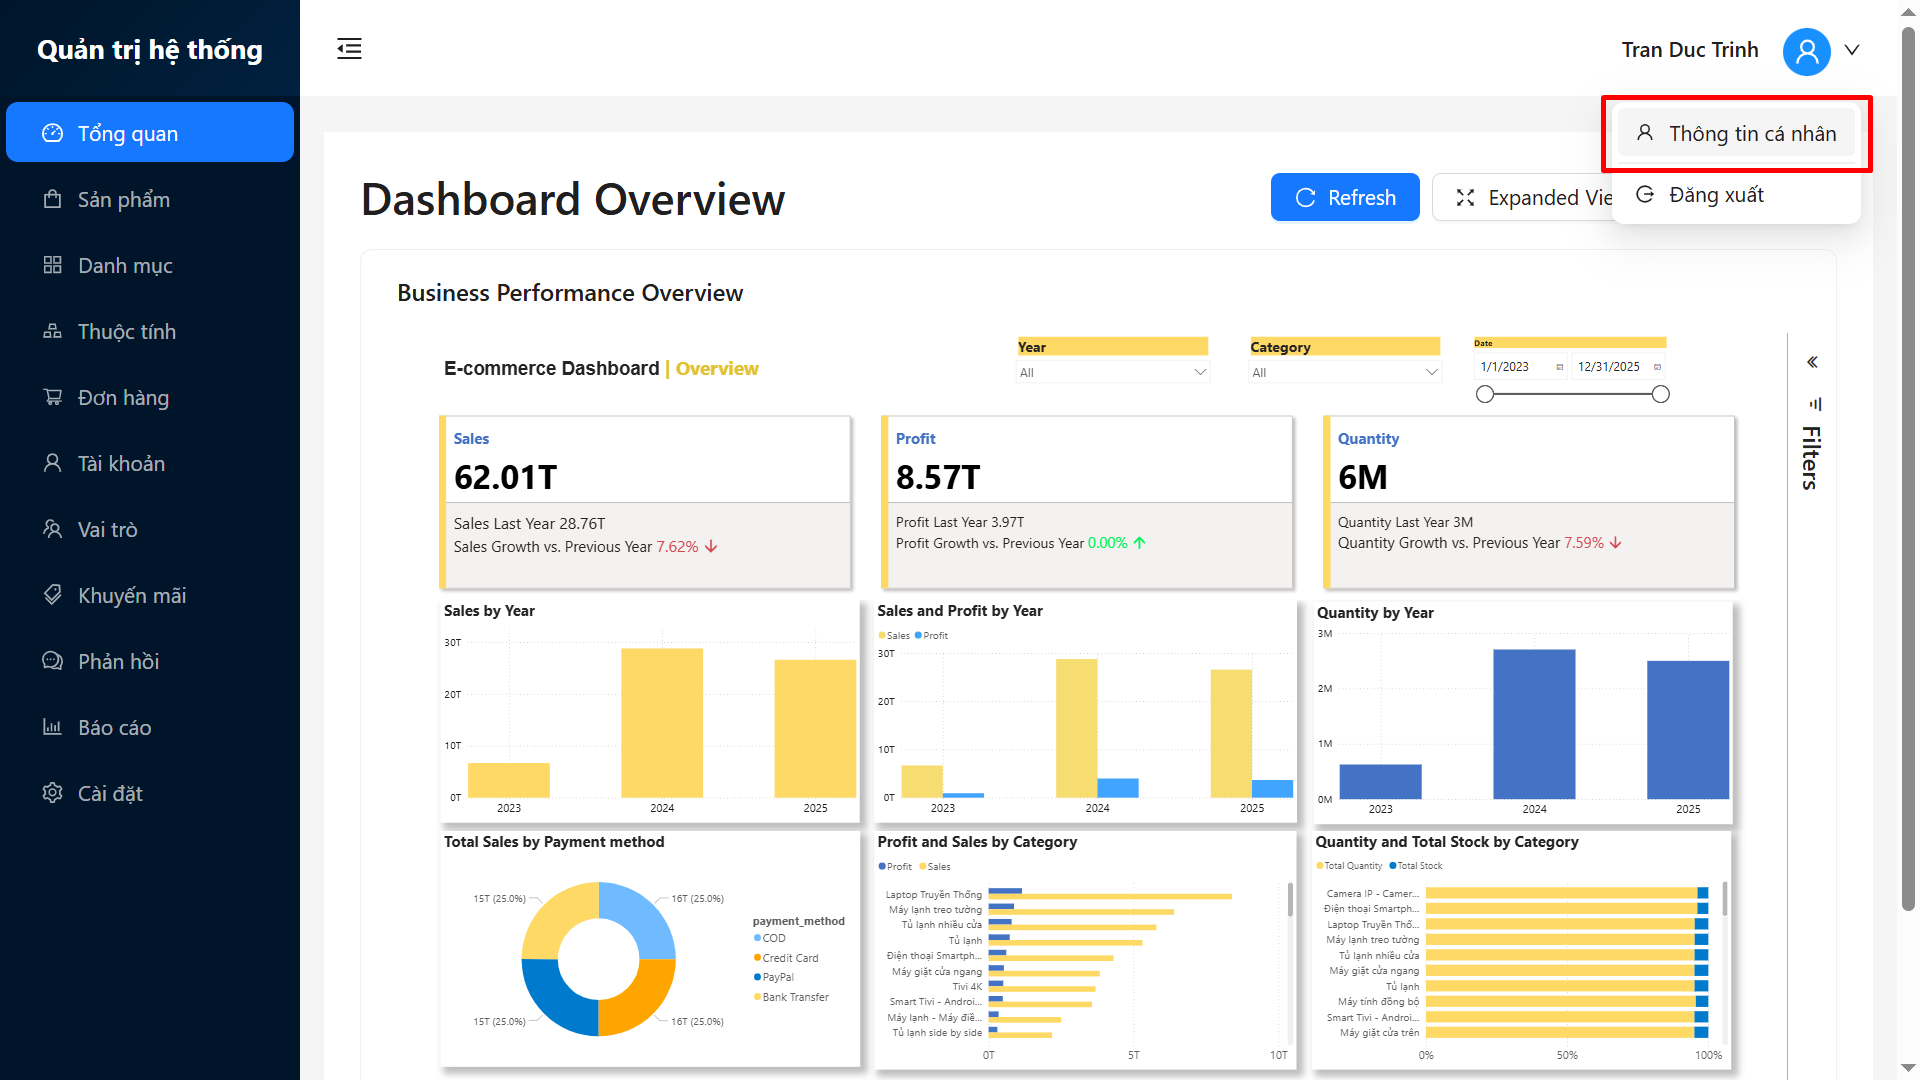 Quản trị hệ thống
Tổng quan
Sản phẩm
Danh mục
Thuộc tính
Đơn hàng
Tài khoản
Vai trò
Khuyến mãi
Phản hồi
Báo cáo
Cài đặt
Tran Duc Trinh
Thông tin cá nhân
Đăng xuất
Dashboard Overview
Refresh
Expanded Vie
Business Performance Overview
E-commerce Dashboard | Overview
Year
All
Category
All
Date
1/1/2023
12/31/2025
Filters
Sales
62.01T
Sales Last Year 28.76T
Sales Growth vs. Previous Year 7.62%
Profit
8.57T
Profit Last Year 3.97T
Profit Growth vs. Previous Year 0.00%
Quantity
6M
Quantity Last Year 3M
Quantity Growth vs. Previous Year 7.59%
Sales by Year
30T
20T
10T
0T
2023 2024 2025
Sales and Profit by Year
Sales Profit
30T
20T
10T
0T
2023 2024 2025
Quantity by Year
3M
2M
1M
0M
2023 2024 2025
Total Sales by Payment method
15T (25.0%)
16T (25.0%)
15T (25.0%)
16T (25.0%)
payment_method
COD
Credit Card
PayPal
Bank Transfer
Profit and Sales by Category
Profit Sales
Laptop Truyền Thống
Máy lạnh treo tường
Tủ lạnh nhiều cửa
Tủ lạnh
Điện thoại Smartph...
Máy giặt cửa ngang
Tivi 4K
Smart Tivi - Androi...
Máy lạnh - Máy điề...
Tủ lạnh side by side
0T 5T 10T
Quantity and Total Stock by Category
Total Quantity Total Stock
Camera IP - Camer...
Điện thoại Smartph...
Laptop Truyền Thố...
Máy lạnh treo tường
Tủ lạnh nhiều cửa
Máy giặt cửa ngang
Tủ lạnh
Máy tính đồng bộ
Smart Tivi - Androi...
Máy giặt cửa trên
0% 50% 100%